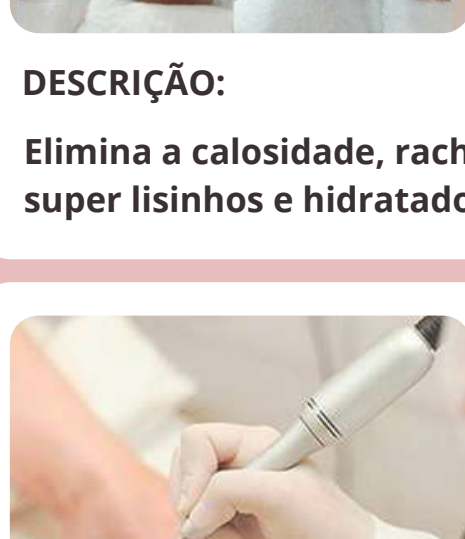 DESCRIÇÃO:
Elimina a calosidade, rach
super lisinhos e hidratado